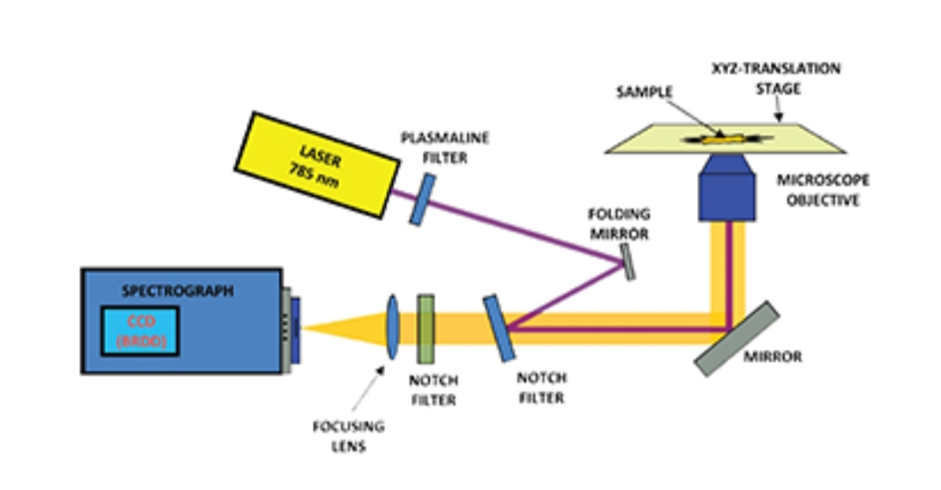 XYZ-TRANSLATION
STAGE
SAMPLE
PLASMALINE
FILTER
LASER
785 nm
MICROSCOPE
OBJECTIVE
FOLDING
MIRROR
SPECTROGRAPH
CCD
(BRDD)
MIRROR
NOTCH
FILTER
NOTCH
FILTER
FOCUSING
LENS